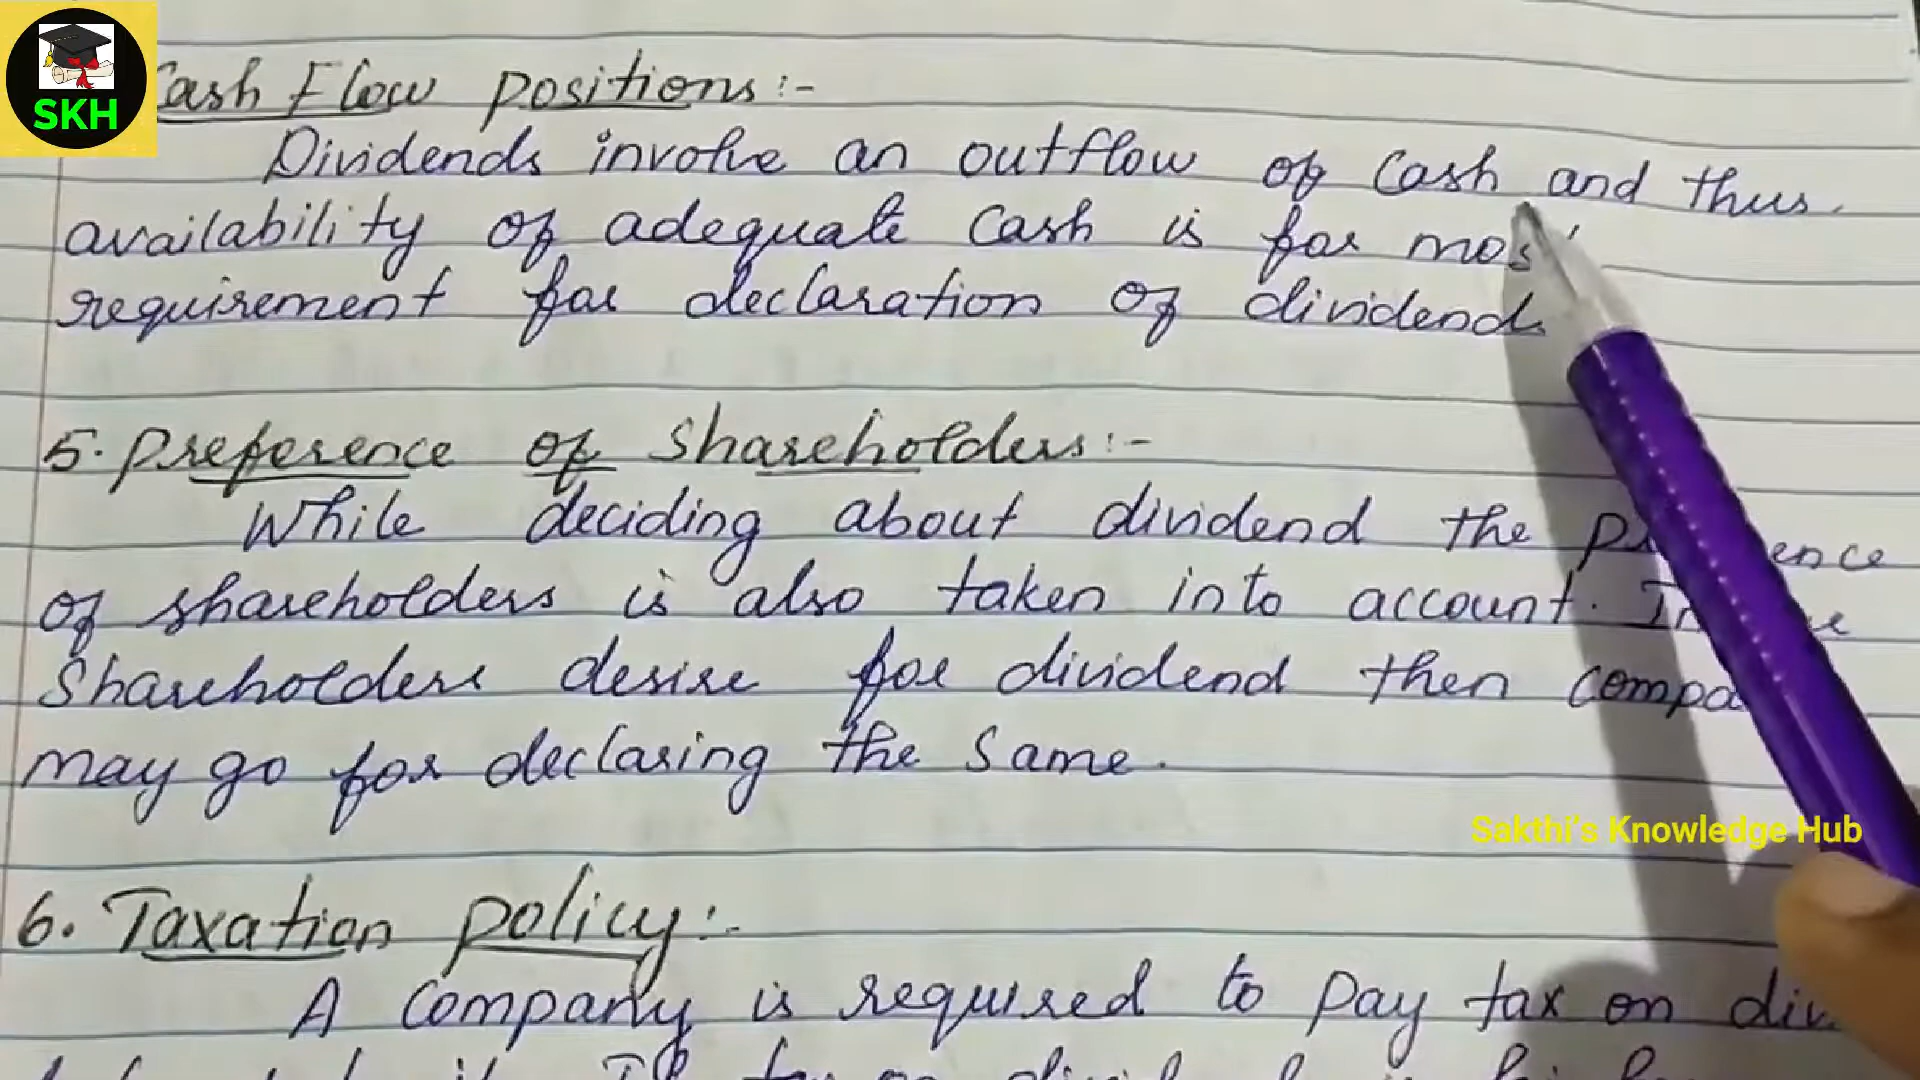 SKH
Cash Flow positions:-
Dividends involve an outflow of cash and thus
availability of adequate cash is for most
requirement for declaration of dividends
5. Preference of Shareholders:-
While deciding about dividend the
of shareholders is also taken into account.
Shareholders desire for dividend then
may go for declaring the same.
Sakthi's Knowledge Hub
6. Taxation policy:-
A company is required to pay tax on